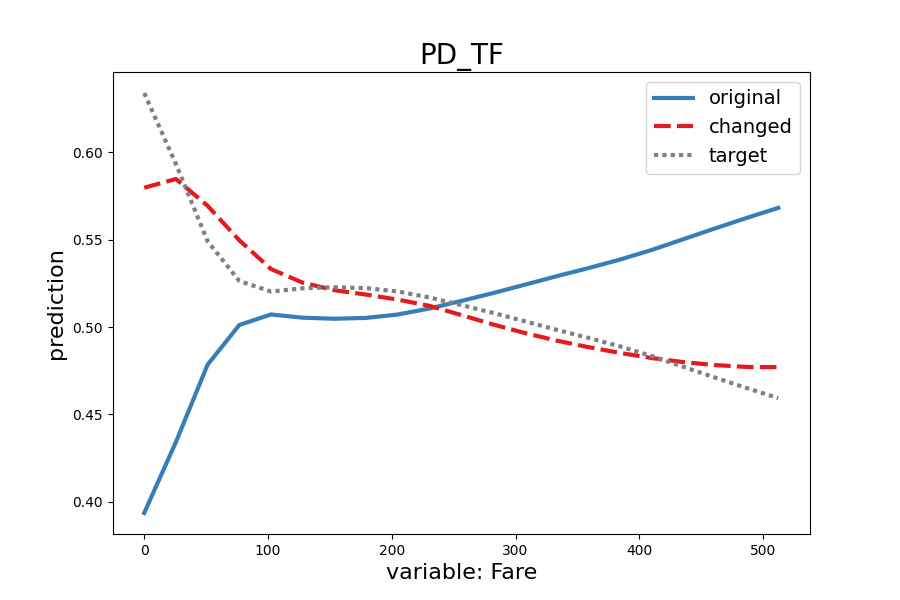 PD_TF
original
changed
target
prediction
0.60
0.55
0.50
0.45
0.40
0 100 200 300 400 500
variable: Fare